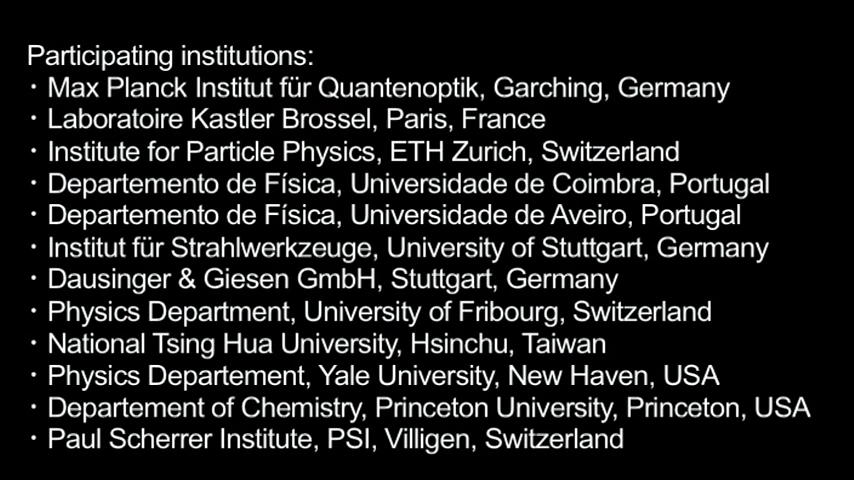 Participating institutions:
· Max Planck Institut für Quantenoptik, Garching, Germany
· Laboratoire Kastler Brossel, Paris, France
· Institute for Particle Physics, ETH Zurich, Switzerland
· Departemento de Física, Universidade de Coimbra, Portugal
· Departemento de Física, Universidade de Aveiro, Portugal
· Institut für Strahlwerkzeuge, University of Stuttgart, Germany
· Dausinger & Giesen GmbH, Stuttgart, Germany
· Physics Department, University of Fribourg, Switzerland
· National Tsing Hua University, Hsinchu, Taiwan
· Physics Departement, Yale University, New Haven, USA
· Departement of Chemistry, Princeton University, Princeton, USA
· Paul Scherrer Institute, PSI, Villigen, Switzerland